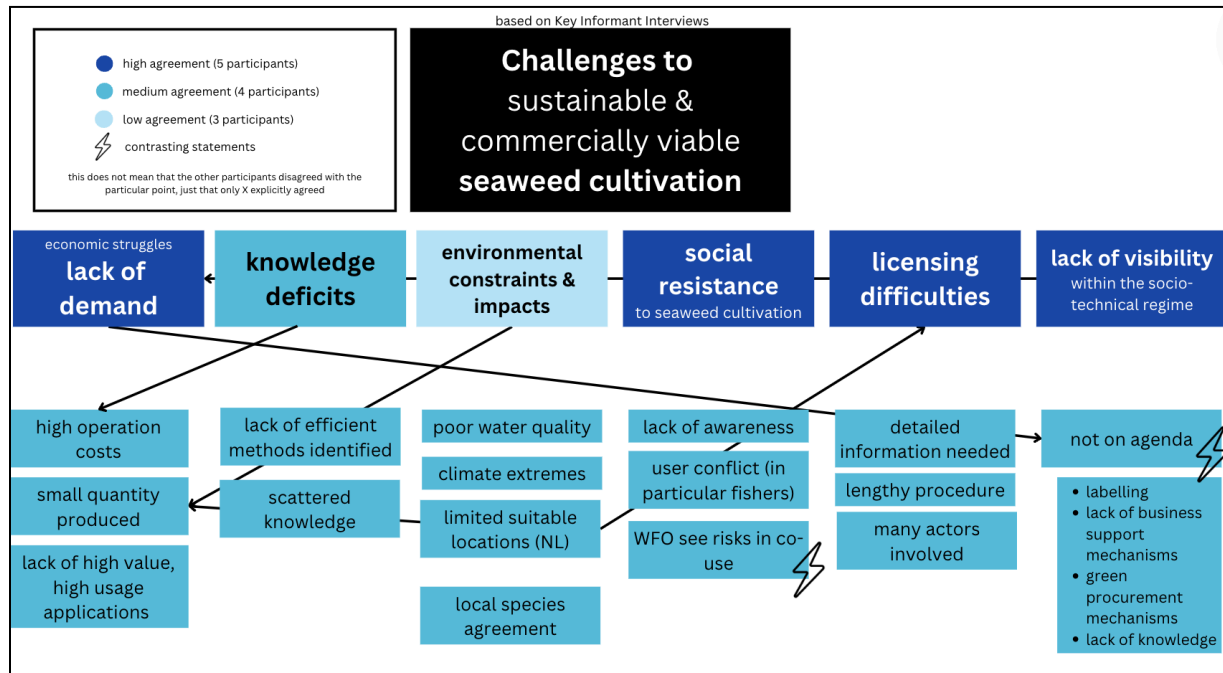 based on Key Informant Interviews
high agreement (5 participants)
medium agreement (4 participants)
low agreement (3 participants)
contrasting statements
this does not mean that the other participants disagreed with the
particular point, just that only X explicitly agreed
Challenges to
sustainable &
commercially viable
seaweed cultivation
economic struggles
lack of
demand
knowledge
deficits
environmental
constraints &
impacts
social
resistance
to seaweed cultivation
licensing
difficulties
lack of visibility
within the socio-
technical regime
high operation
costs
small quantity
produced
lack of high value,
high usage
applications
lack of efficient
methods identified
scattered
knowledge
poor water quality
climate extremes
limited suitable
locations (NL)
local species
agreement
lack of awareness
user conflict (in
particular fishers)
WFO see risks in co-
use
detailed
information needed
lengthy procedure
many actors
involved
not on agenda
• labelling
• lack of business
support
mechanisms
• green
procurement
mechanisms
• lack of knowledge